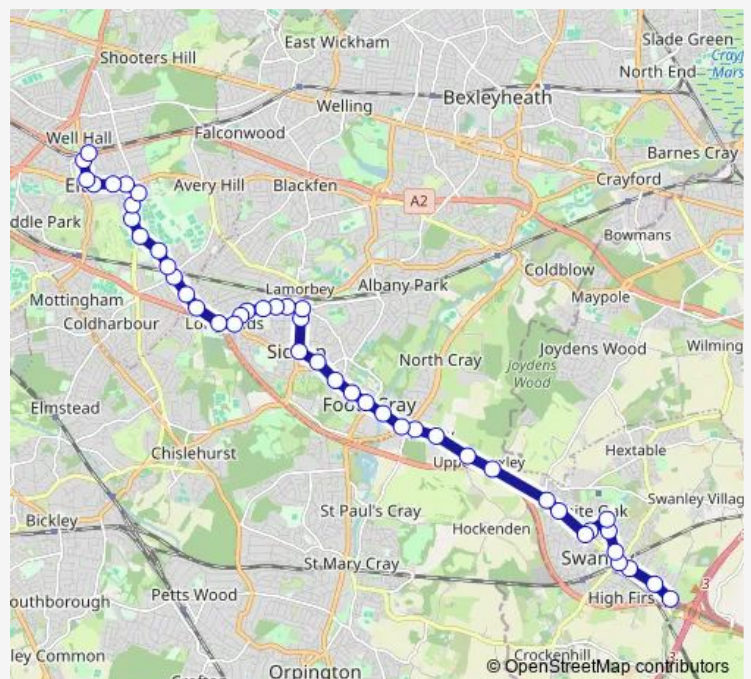 Slade Green
East Wickham
Shooters Hill
North End
Welling
Bexleyheath
Well Hall
Falconwood
Barnes Cray
Avery Hill
Blackfen
Crayford
A2
ddle Park
Bowmans
Coldblow
Lamorbey
Albany Park
Mottingham
Maypole
Coldharbour
Joydens Wood
Wilming
North Cray
Joydens
Wood
Elmstead
Chislehurst
Hextable
Swanley Villag
St Paul's Cray
Bickley
Hockenden
St Mary Cray
3
Petts Wood
High Firs
outhborough
Crockenhill
ley Common
3
Orpington
© OpenStreetMap contributors